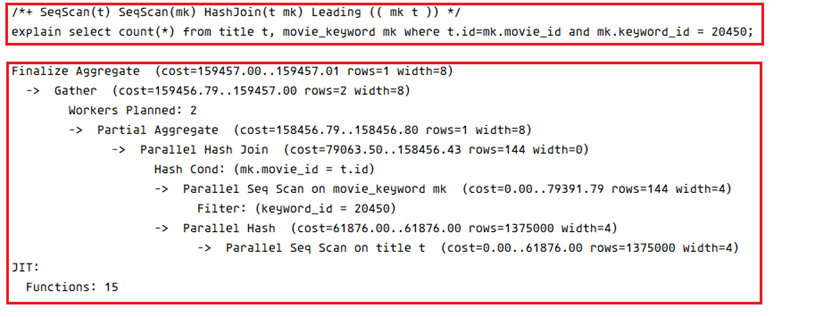 /*+ SeqScan(t) SeqScan(mk) HashJoin(t mk) Leading (( mk t )) */
explain select count(*) from title t, movie_keyword mk where t.id=mk.movie_id and mk.keyword_id = 20450;
Finalize Aggregate (cost=159457.00..159457.01 rows=1 width=8)
-> Gather (cost=159456.79..159457.00 rows=2 width=8)
Workers Planned: 2
-> Partial Aggregate (cost=158456.79..158456.80 rows=1 width=8)
-> Parallel Hash Join (cost=79063.50..158456.43 rows=144 width=0)
Hash Cond: (mk.movie_id = t.id)
-> Parallel Seq Scan on movie_keyword mk (cost=0.00..79391.79 rows=144 width=4)
Filter: (keyword_id = 20450)
-> Parallel Hash (cost=61876.00..61876.00 rows=1375000 width=4)
-> Parallel Seq Scan on title t (cost=0.00..61876.00 rows=1375000 width=4)
JIT:
Functions: 15